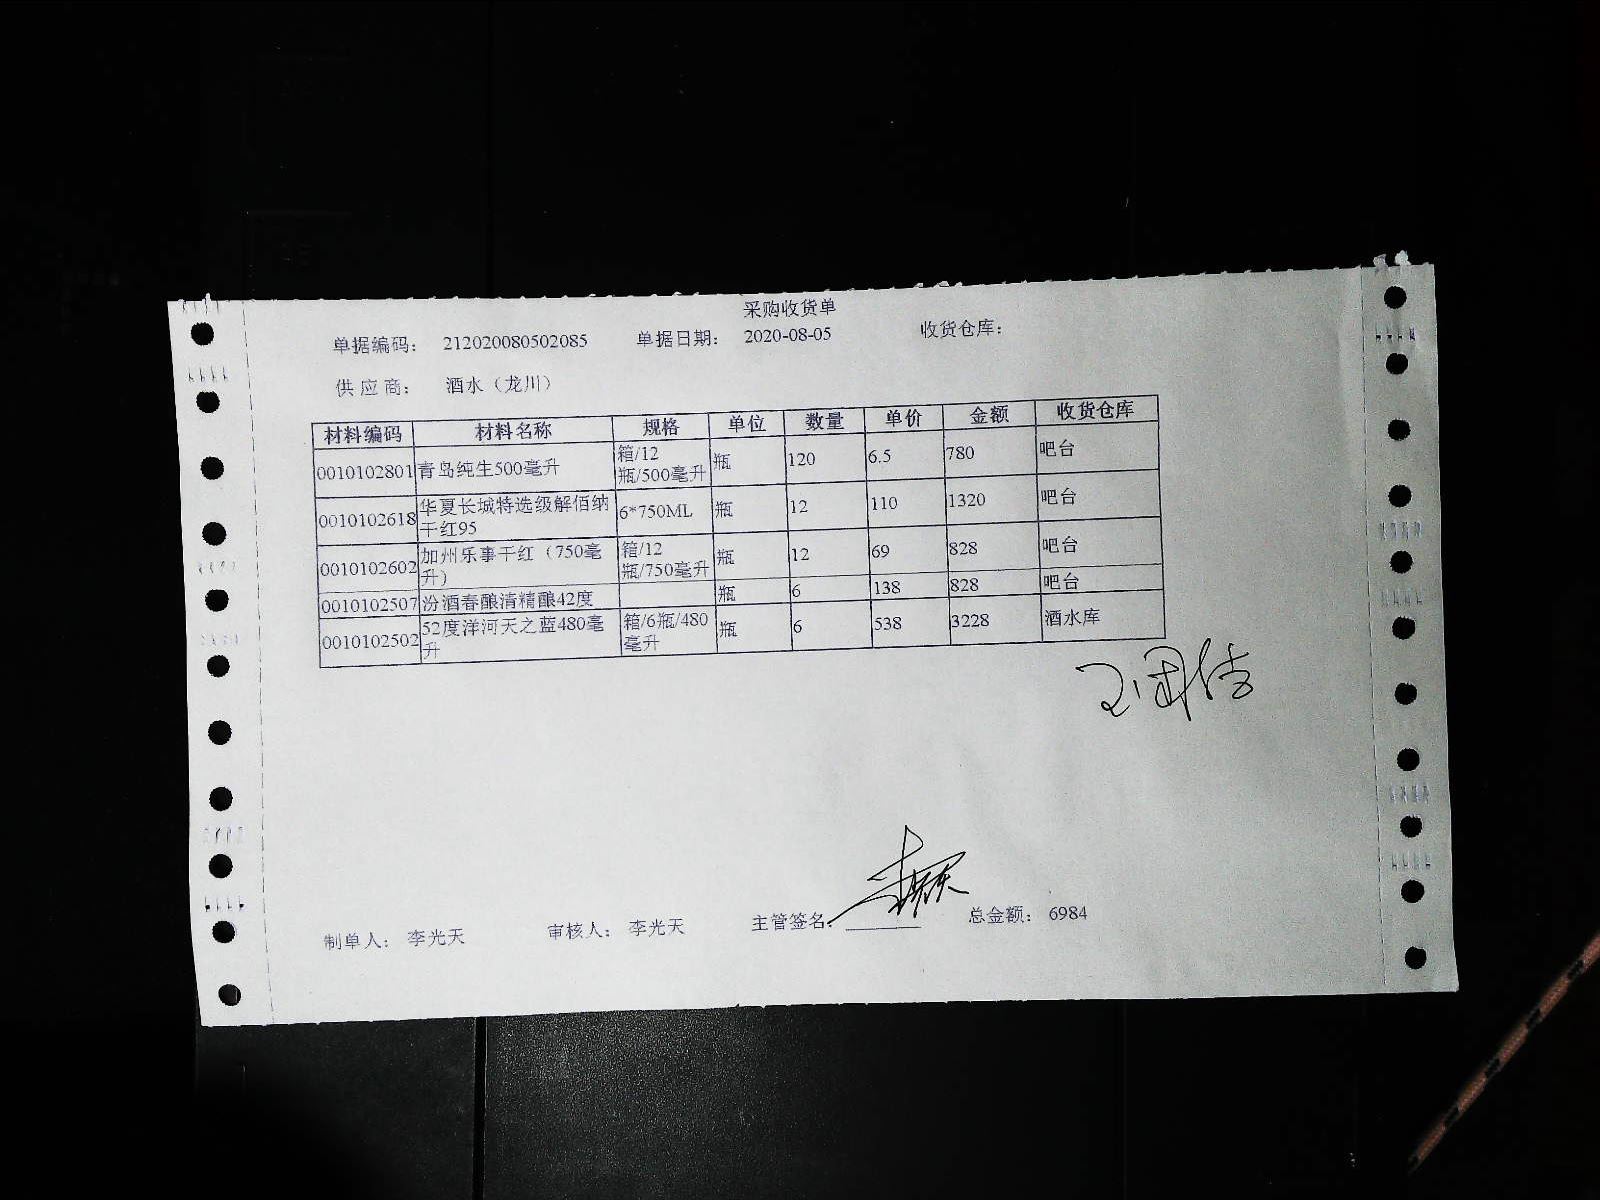 采购收货单
单据编码： 212020080502085 单据日期： 2020-08-05 收货仓库：
供 应 商： 酒水（龙川）
材料编码 材料名称 规格 单位 数量 单价 金额 收货仓库
0010102801 青岛纯生500毫升 箱/12瓶/500毫升 瓶 120 6.5 780 吧台
0010102618 华夏长城特选级解佰纳干红95 6*750ML 瓶 12 110 1320 吧台
0010102602 加州乐事干红（750毫升） 箱/12瓶/750毫升 瓶 12 69 828 吧台
0010102507 汾酒春酿清精酿42度 瓶 6 138 828 吧台
0010102502 52度洋河天之蓝480毫升 箱/6瓶/480毫升 瓶 6 538 3228 酒水库
制单人： 李光天 审核人： 李光天 主管签名： 总金额： 6984